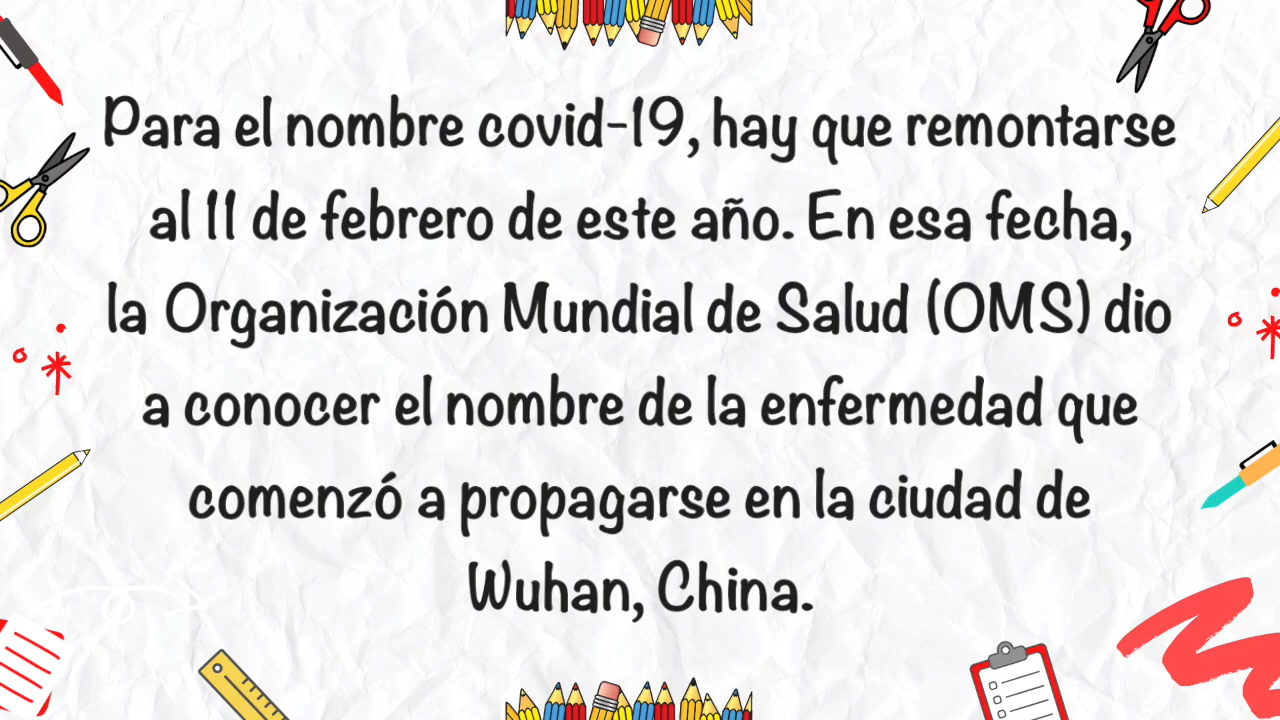 Para el nombre covid-19, hay que remontarse
al 11 de febrero de este año. En esa fecha,
la Organización Mundial de Salud (OMS) dio
a conocer el nombre de la enfermedad que
comenzó a propagarse en la ciudad de
Wuhan, China.